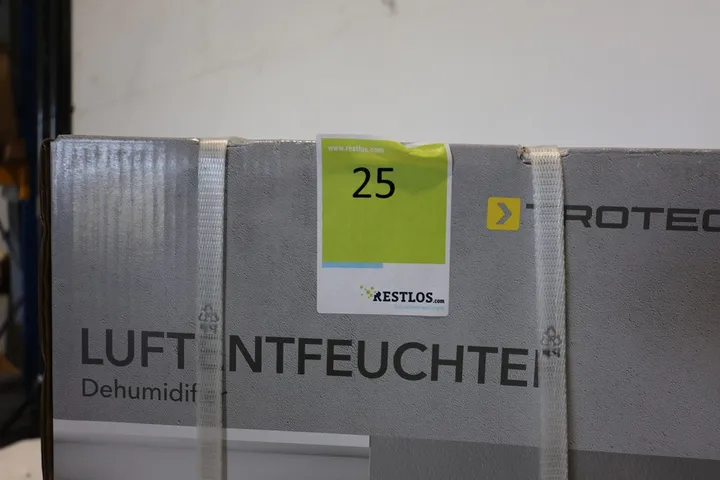 www.restlos.com
25
TROTEC
RESTLOS.com
LUFTENTFEUCHTER
Dehumidifier